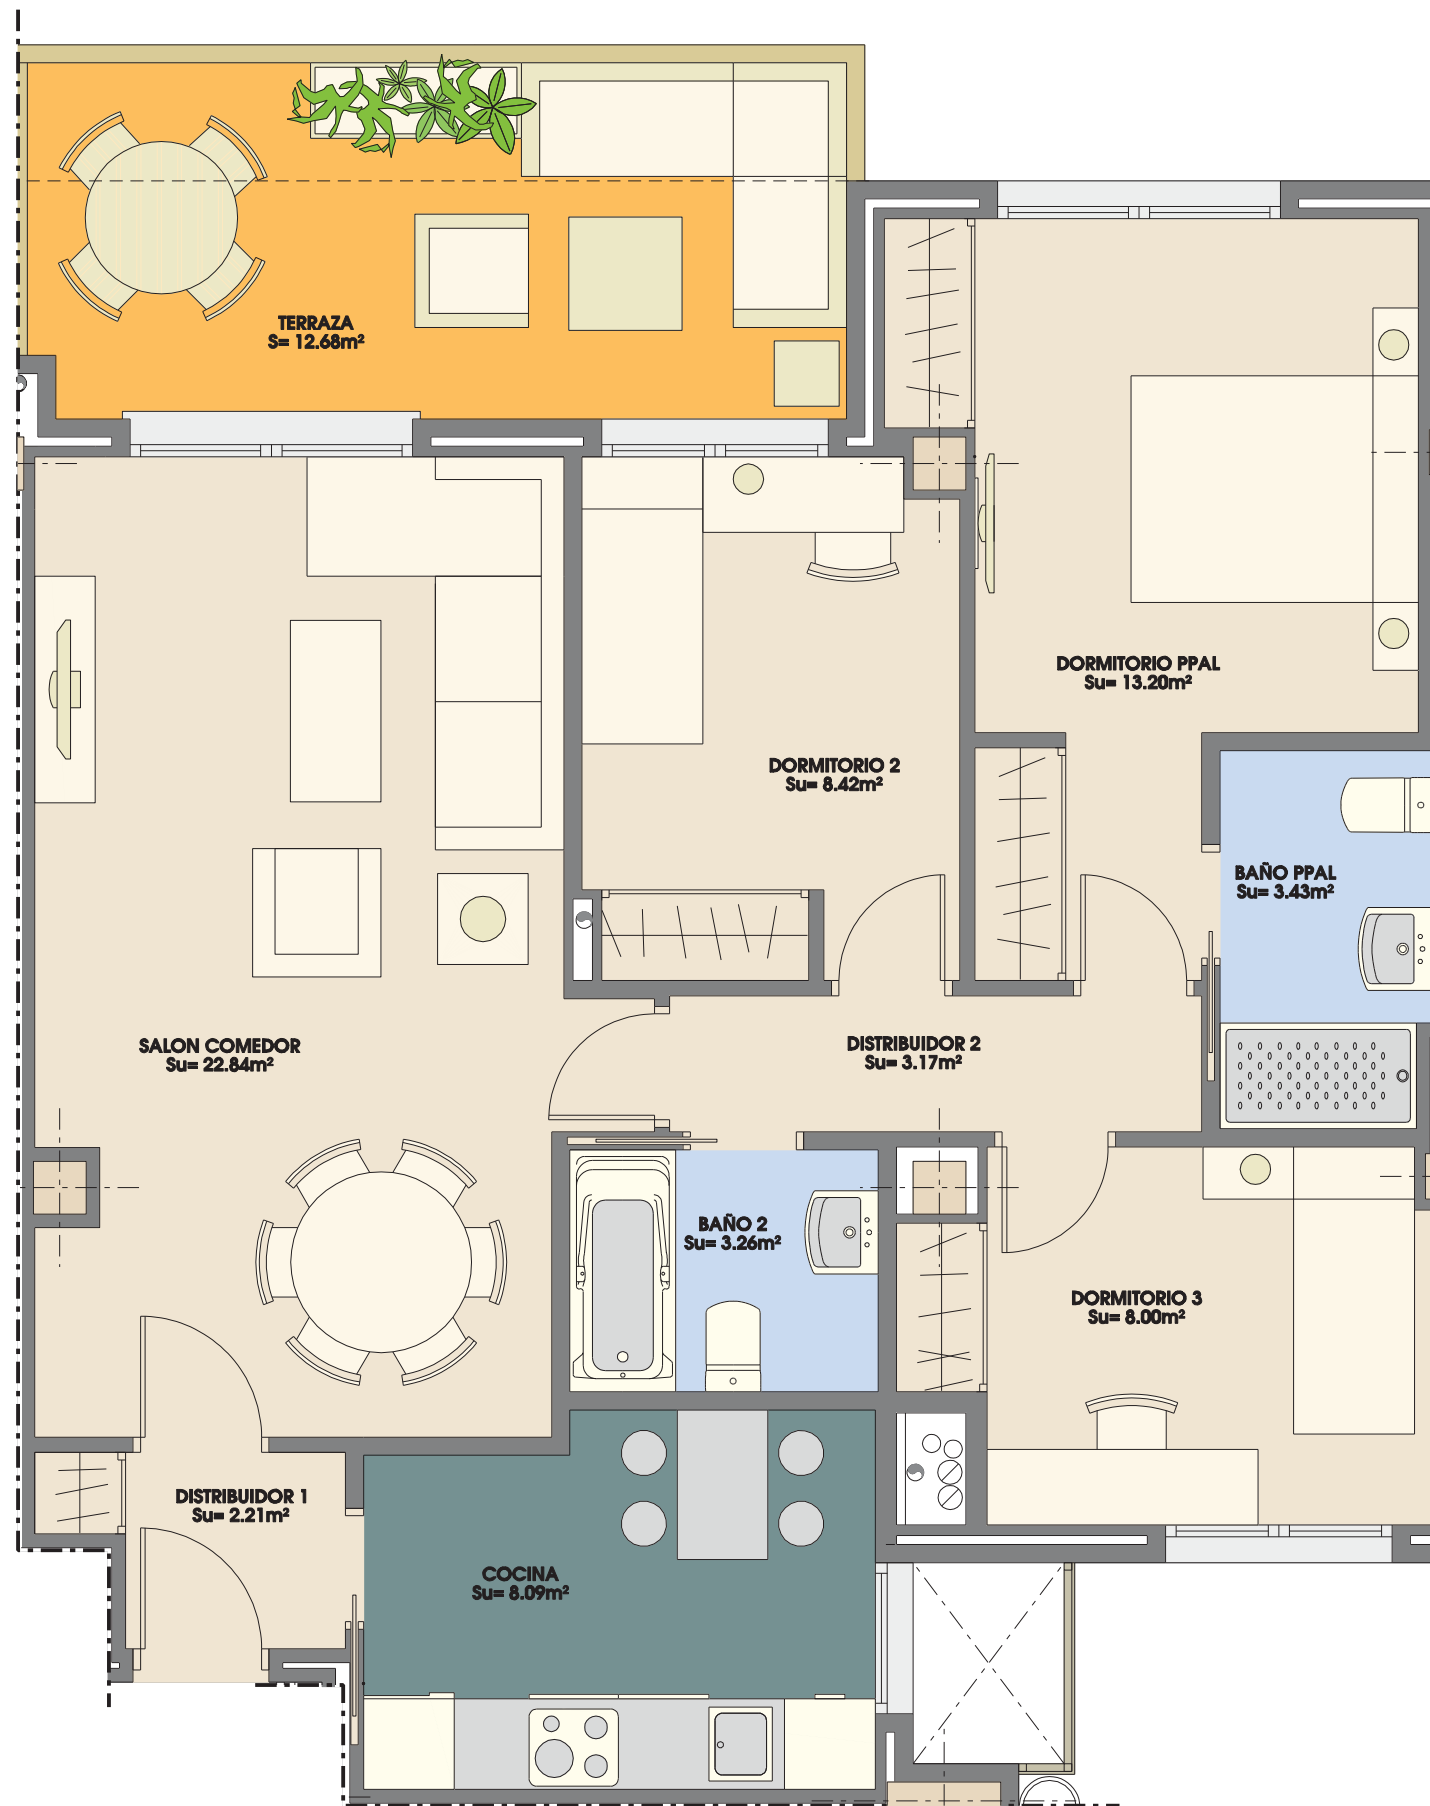 TERRAZA
S= 12.68m²
DORMITORIO PPAL
Su= 13.20m²
DORMITORIO 2
Su= 8.42m²
BAÑO PPAL
Su= 3.43m²
SALON COMEDOR
Su= 22.84m²
DISTRIBUIDOR 2
Su= 3.17m²
BAÑO 2
Su= 3.26m²
DORMITORIO 3
Su= 8.00m²
DISTRIBUIDOR 1
Su= 2.21m²
COCINA
Su= 8.09m²